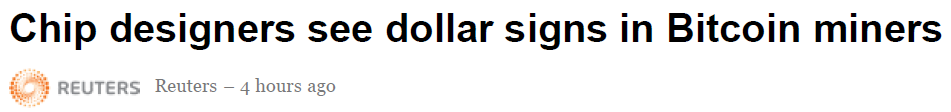 Chip designers see dollar signs in Bitcoin miners
REUTERS Reuters – 4 hours ago